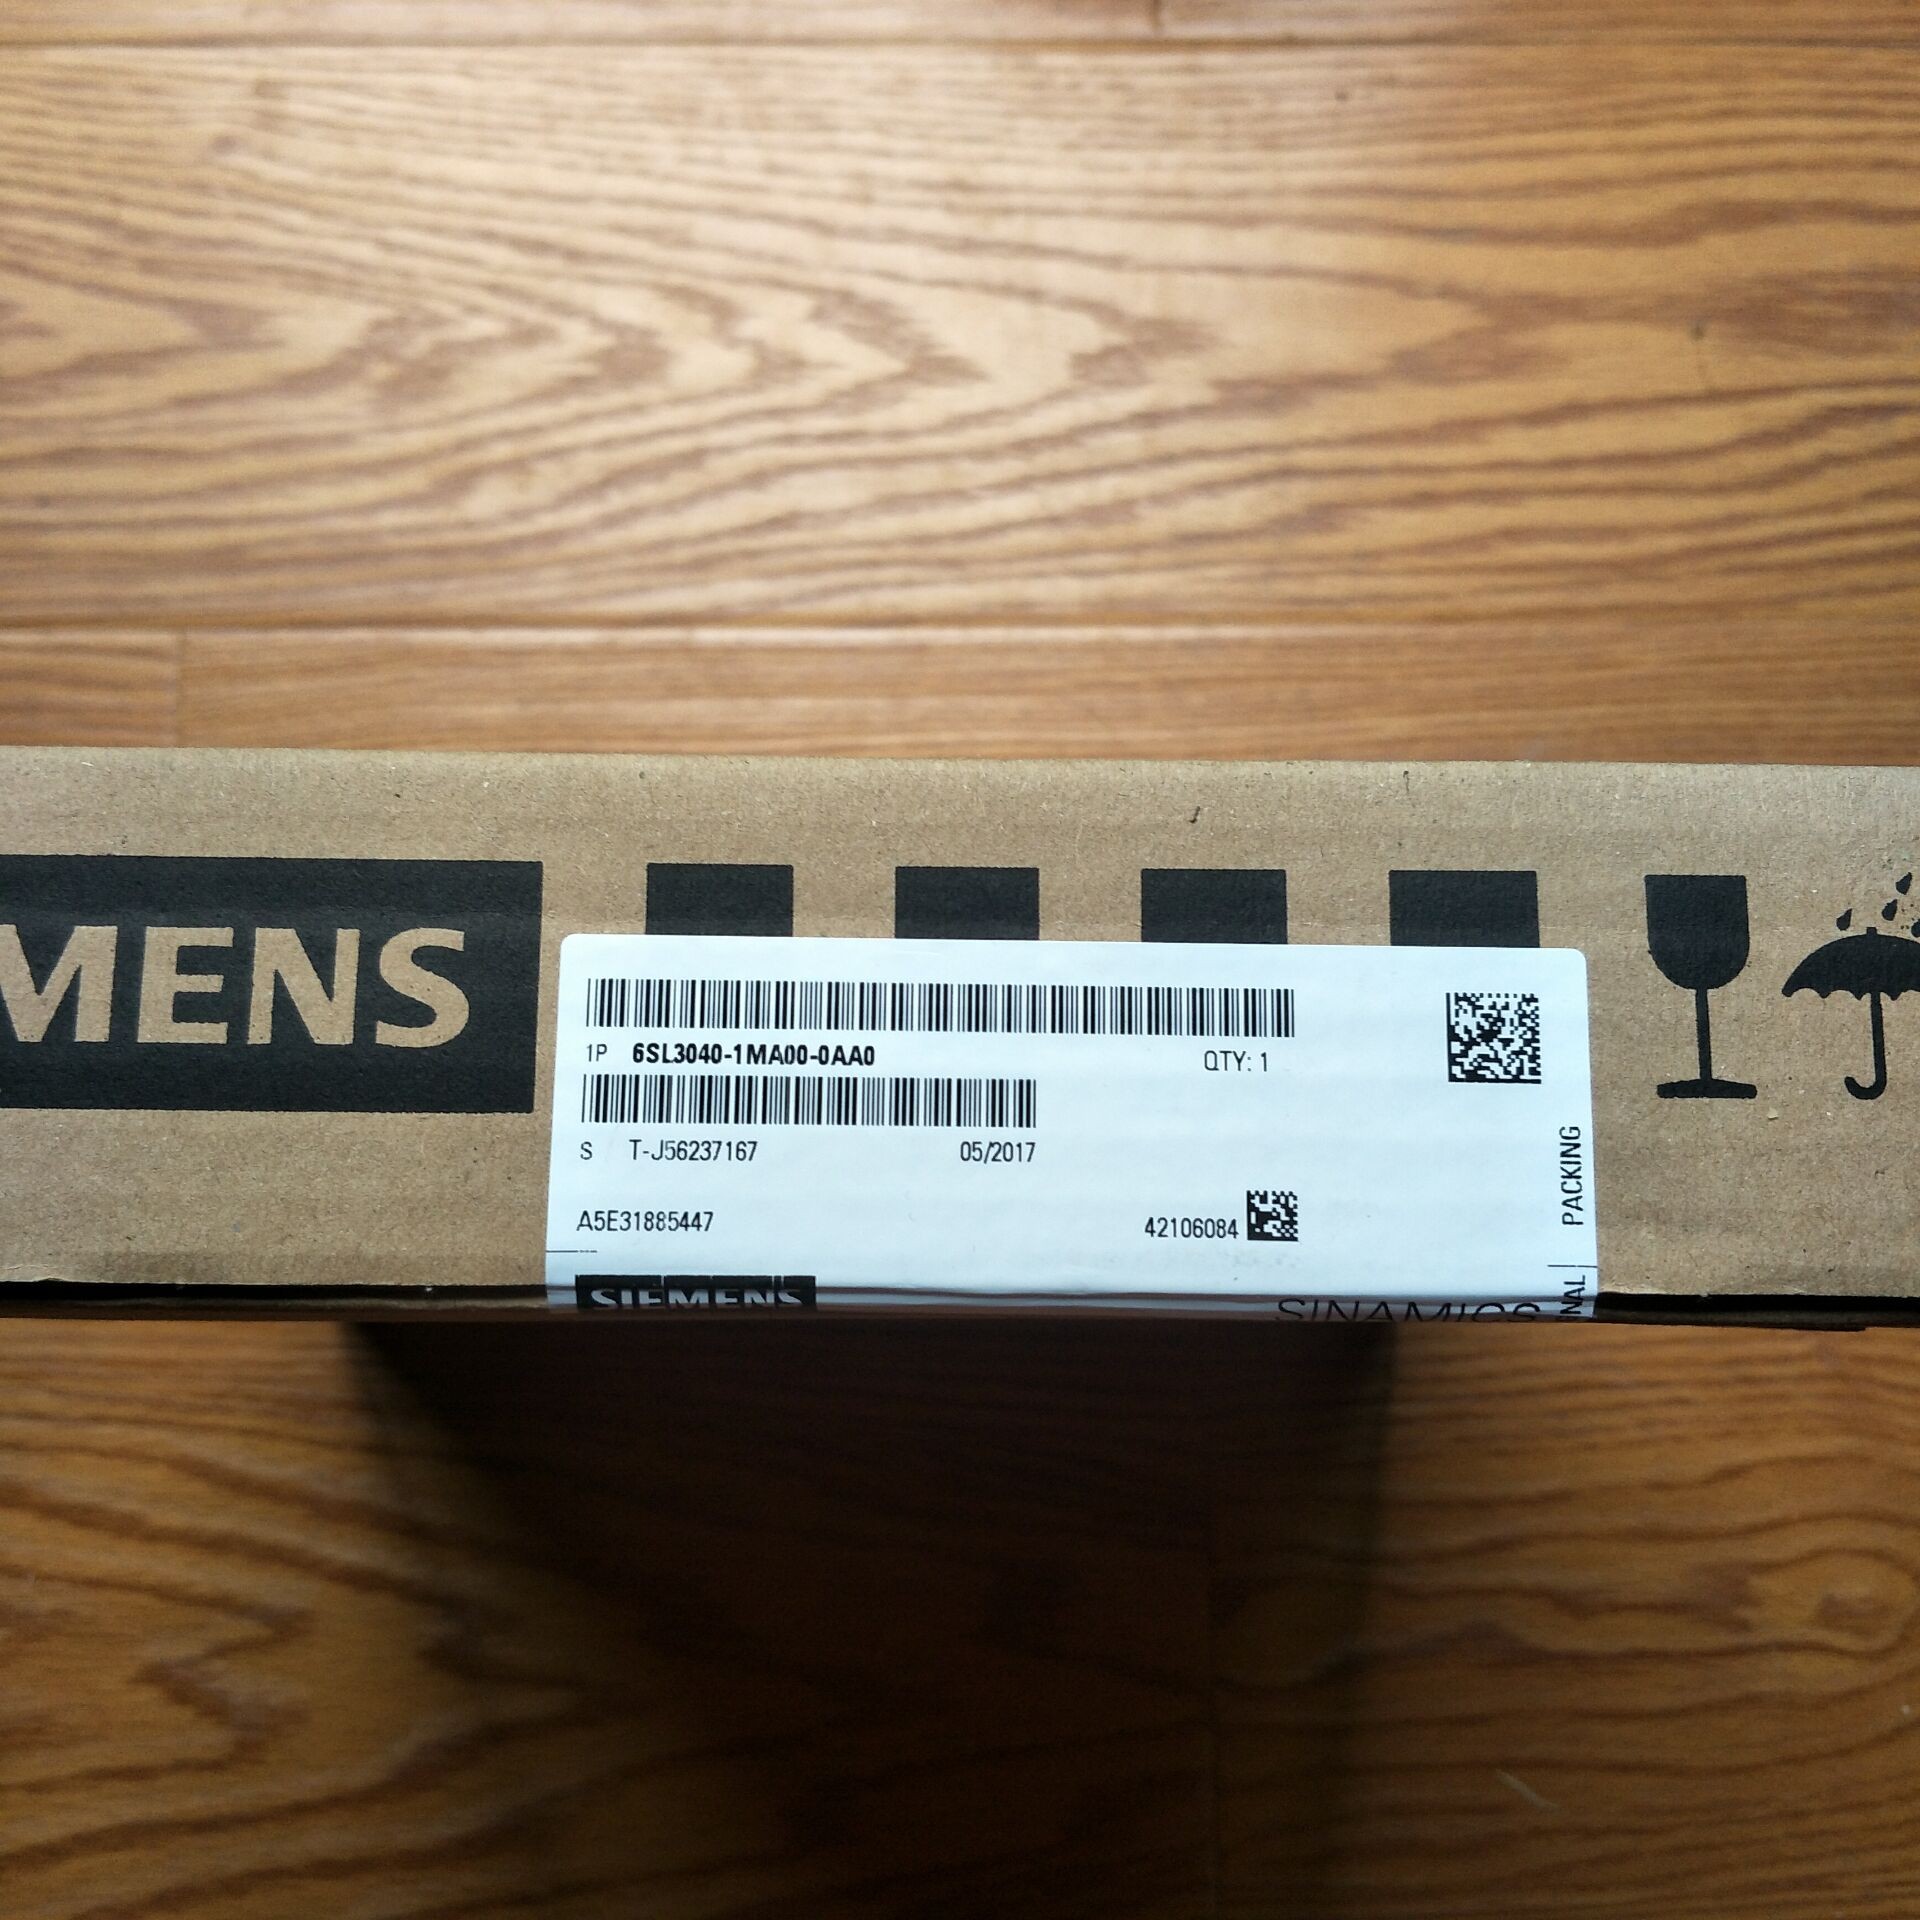 MENS
1P 6SL3040-1MA00-0AA0 QTY: 1
S T-J56237167 05/2017
A5E31885447 42106084
PACKING
NAL
SIEMENS SINAMICS